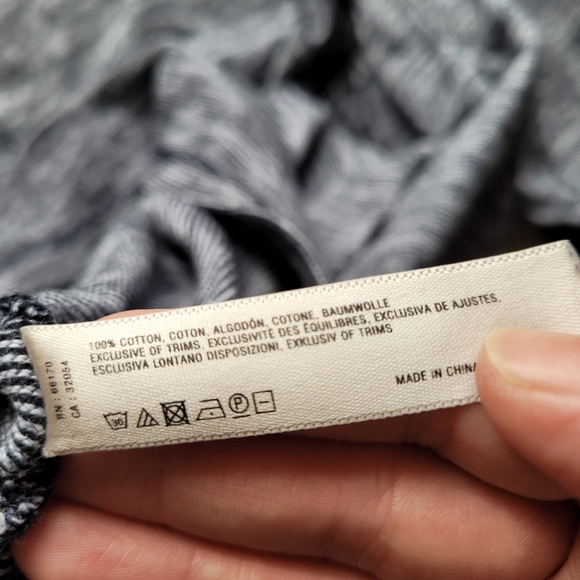 100% COTTON, COTON, ALGODÓN, COTONE, BAUMWOLLE
EXCLUSIVE OF TRIMS, EXCLUSIVITÉ DES ÉQUILIBRES, EXCLUSIVA DE AJUSTES,
ESCLUSIVA LONTANO DISPOSIZIONI, EXKLUSIV OF TRIMS
MADE IN CHINA
RN : 66170
CA : 32054
30
P